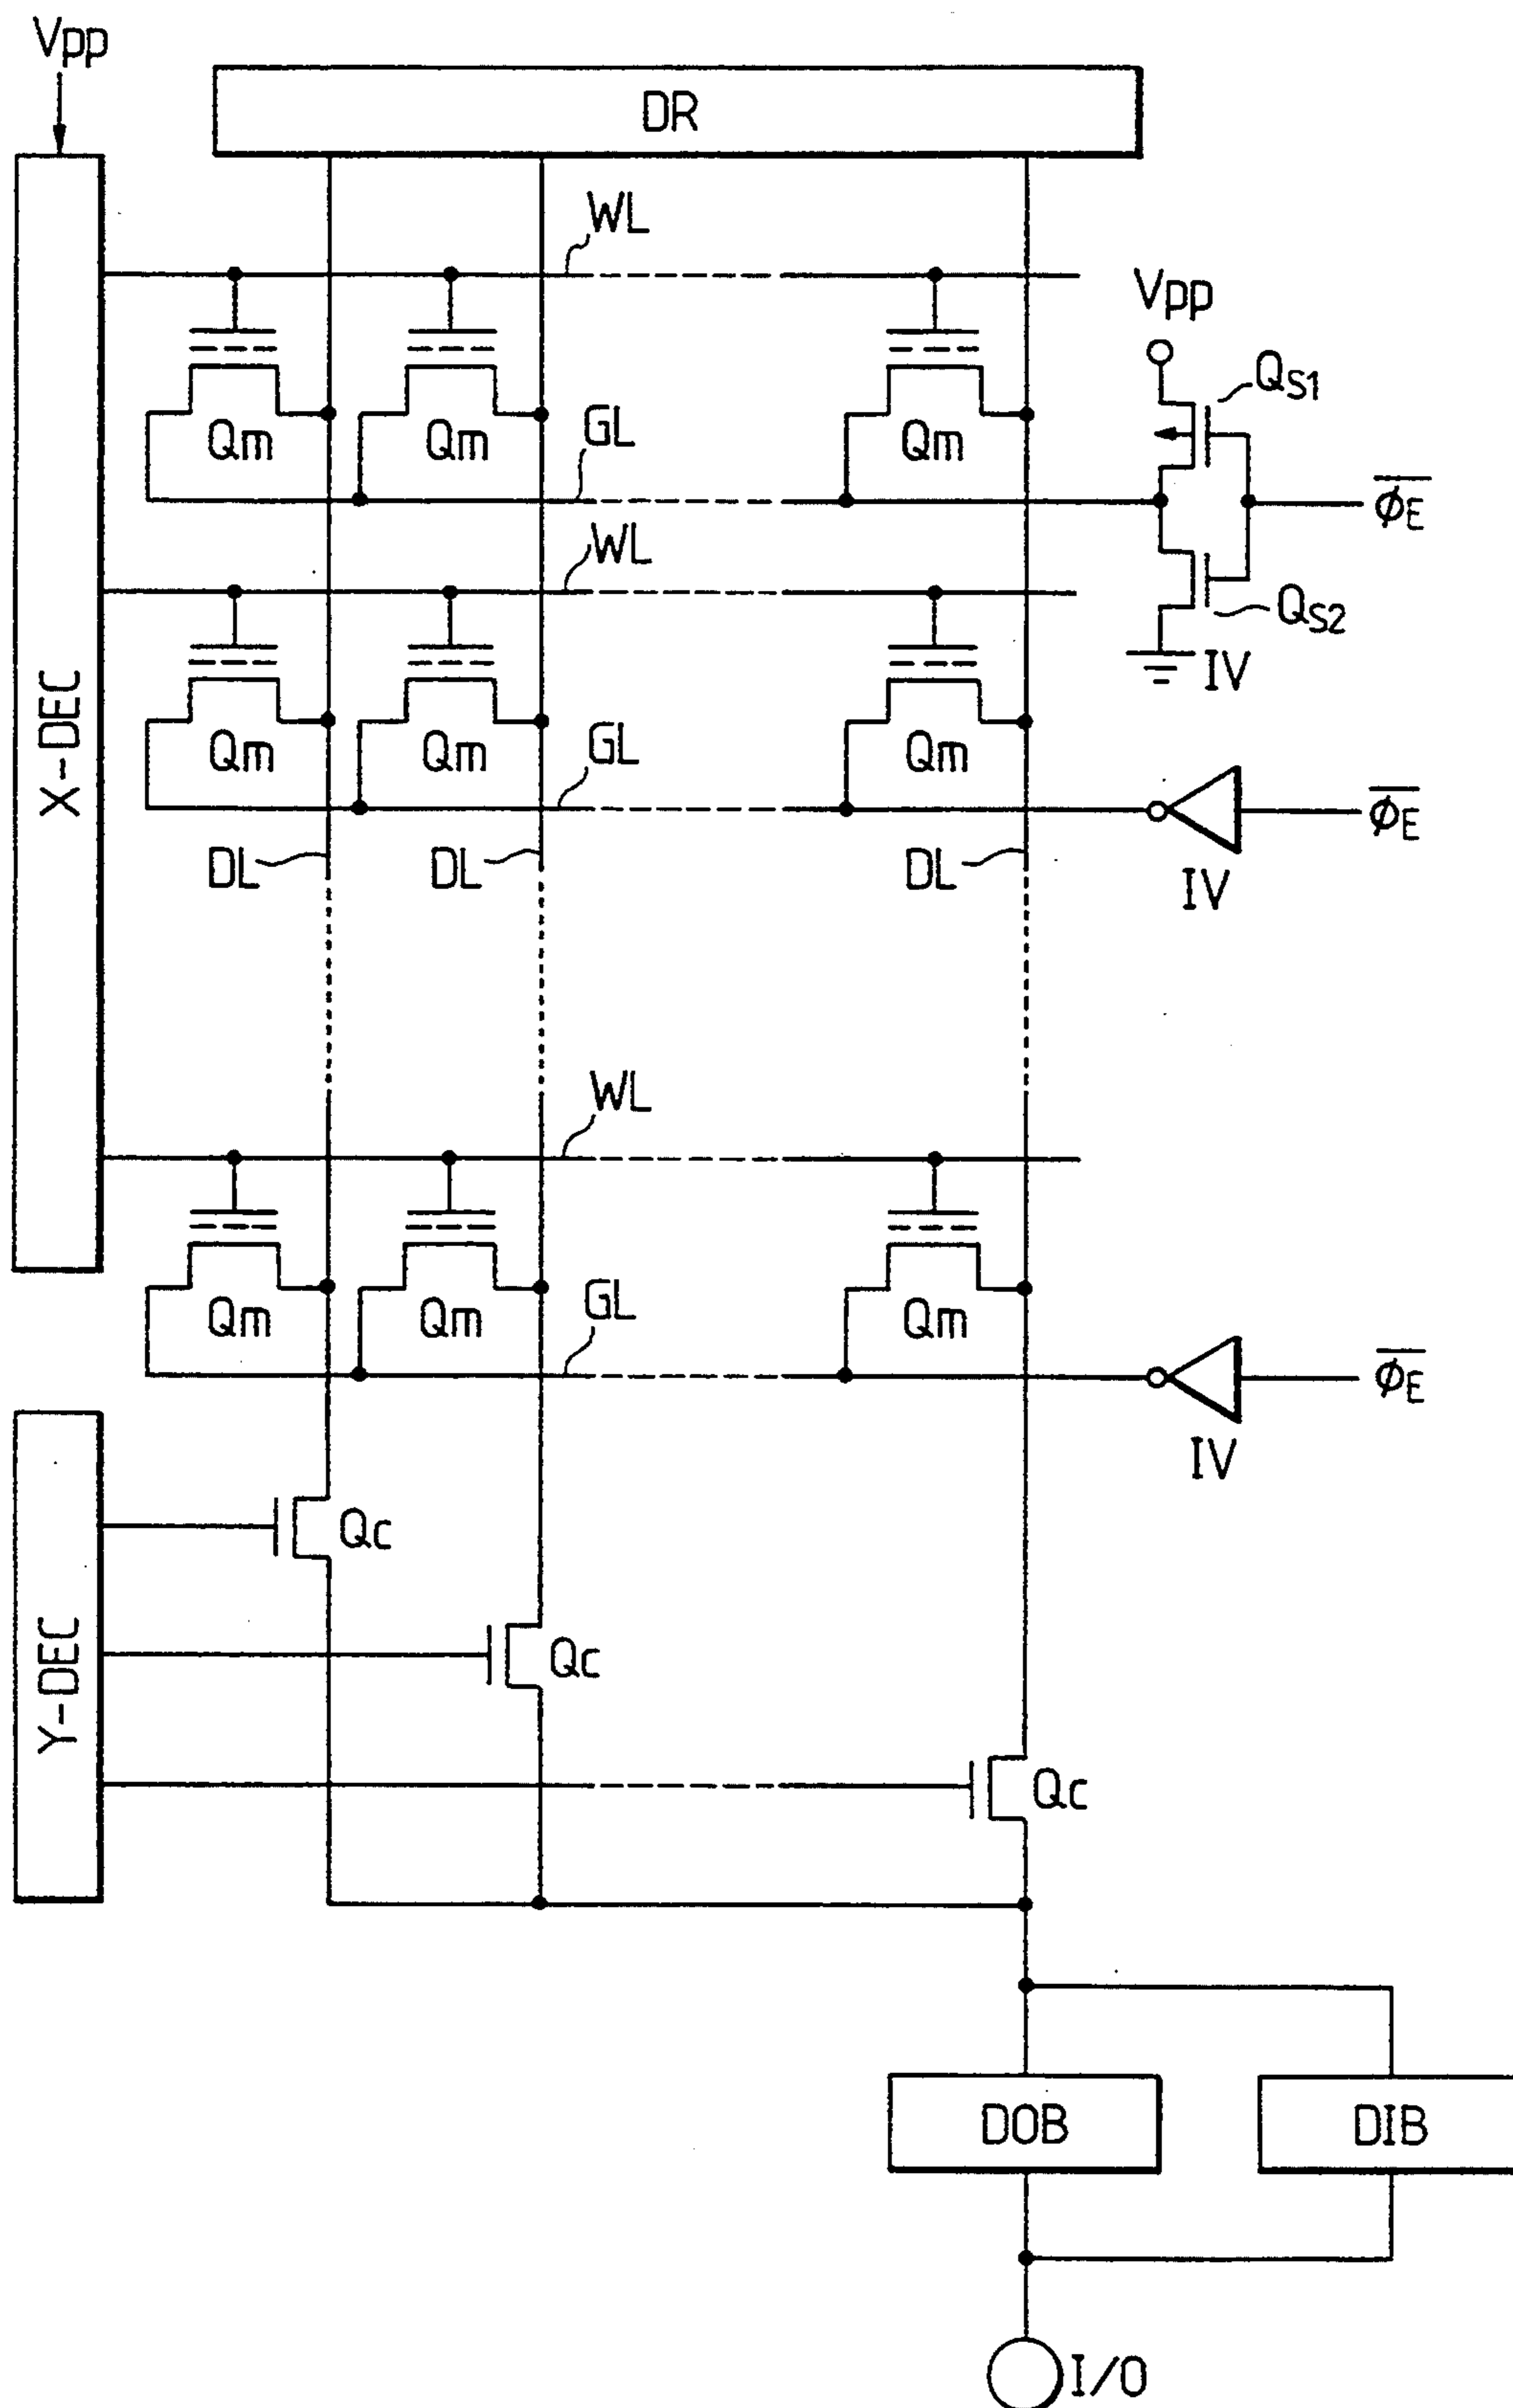 Vpp
DR
WL
Vpp
QS1
Qm Qm GL Qm
φE
WL
QS2
IV
X-DEC
Qm Qm GL Qm
φE
DL DL DL
IV
WL
Qm Qm GL Qm
φE
IV
Qc
Y-DEC
Qc
Qc
DOB DIB
I/O